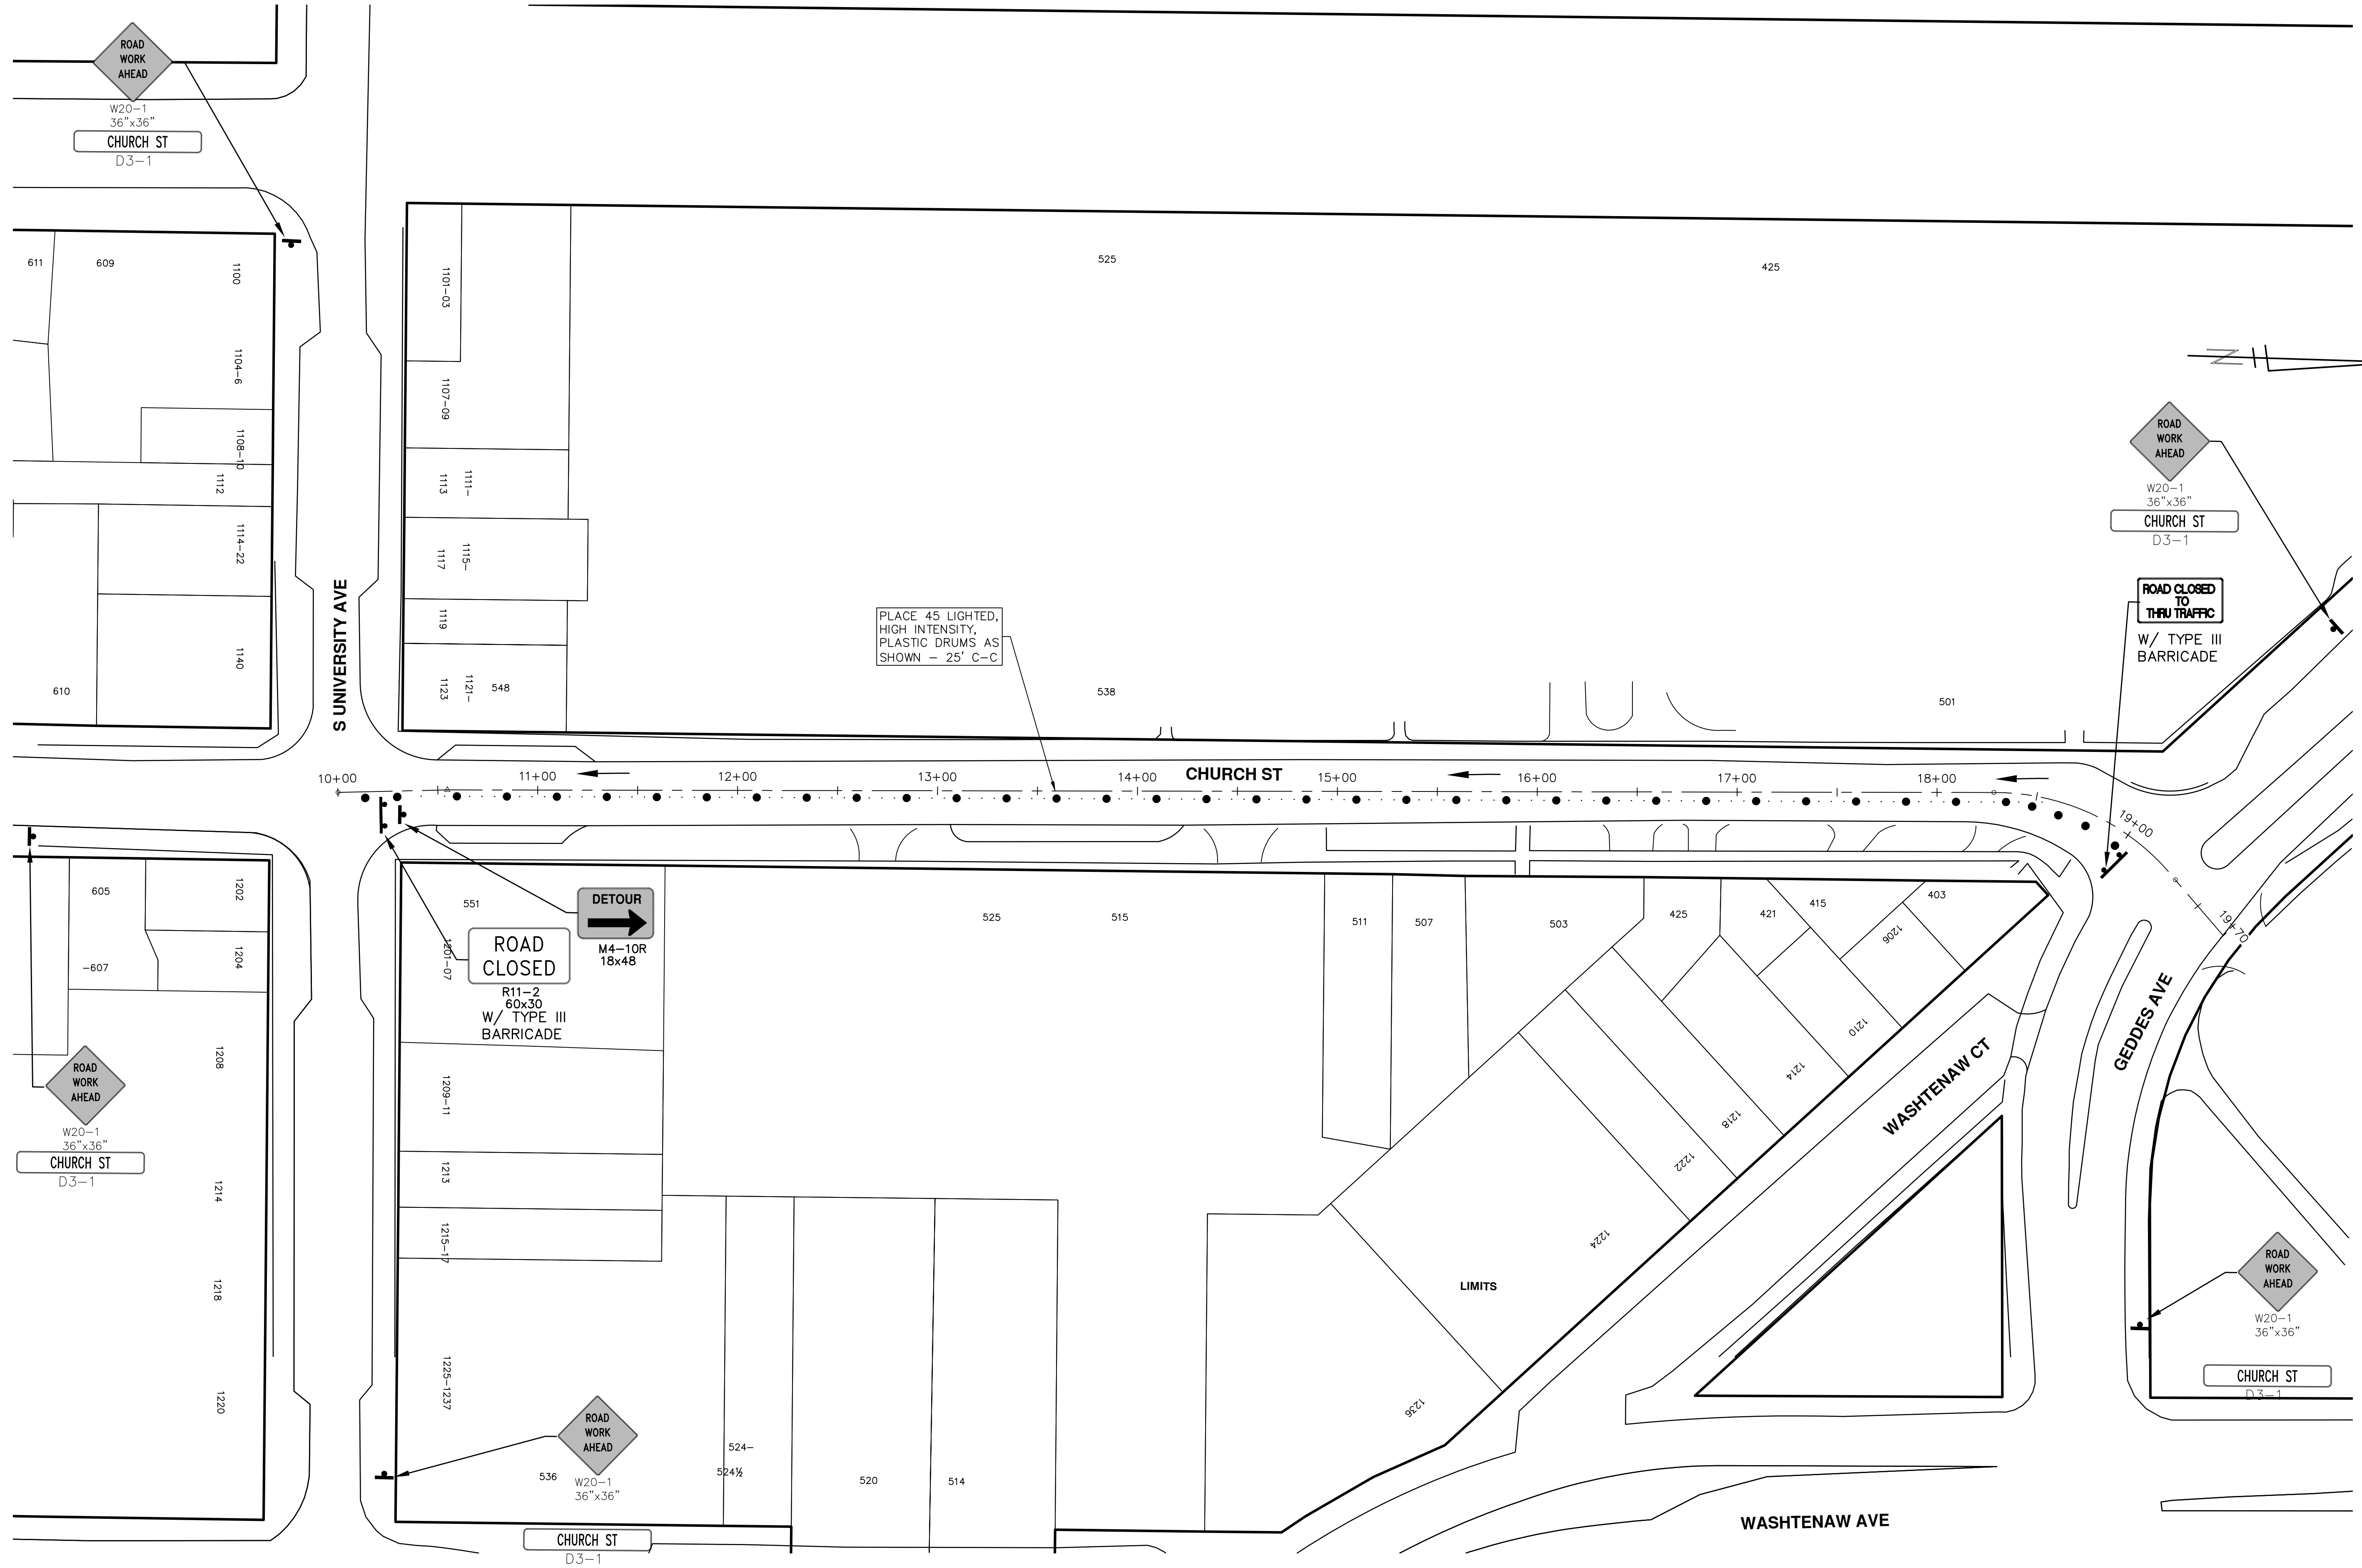 ROAD
WORK
AHEAD
W20-1
36"x36"
CHURCH ST
D3-1
611
609
1100
1104-6
1108-10
1112
1114-22
1140
610
S UNIVERSITY AVE
1101-03
1107-09
1113
1111-
1117
1115-
1119
1123
1121-
548
525
425
N
ROAD
WORK
AHEAD
W20-1
36"x36"
CHURCH ST
D3-1
ROAD CLOSED
TO
THRU TRAFFIC
W/ TYPE III
BARRICADE
PLACE 45 LIGHTED,
HIGH INTENSITY,
PLASTIC DRUMS AS
SHOWN - 25' C-C
538
501
10+00
11+00
12+00
13+00
14+00
CHURCH ST
15+00
16+00
17+00
18+00
19+00
19+70
605
-607
1202
1204
1208
1214
1218
1220
ROAD
WORK
AHEAD
W20-1
36"x36"
CHURCH ST
D3-1
551
1201-07
DETOUR
M4-10R
18x48
ROAD
CLOSED
R11-2
60x30
W/ TYPE III
BARRICADE
1209-11
1213
1215-17
1225-1237
525
515
511
507
503
425
421
415
403
1206
1210
1214
1218
1222
1224
1236
LIMITS
WASHTENAW CT
GEDDES AVE
ROAD
WORK
AHEAD
W20-1
36"x36"
CHURCH ST
D3-1
536
524-
524½
520
514
ROAD
WORK
AHEAD
W20-1
36"x36"
CHURCH ST
D3-1
WASHTENAW AVE